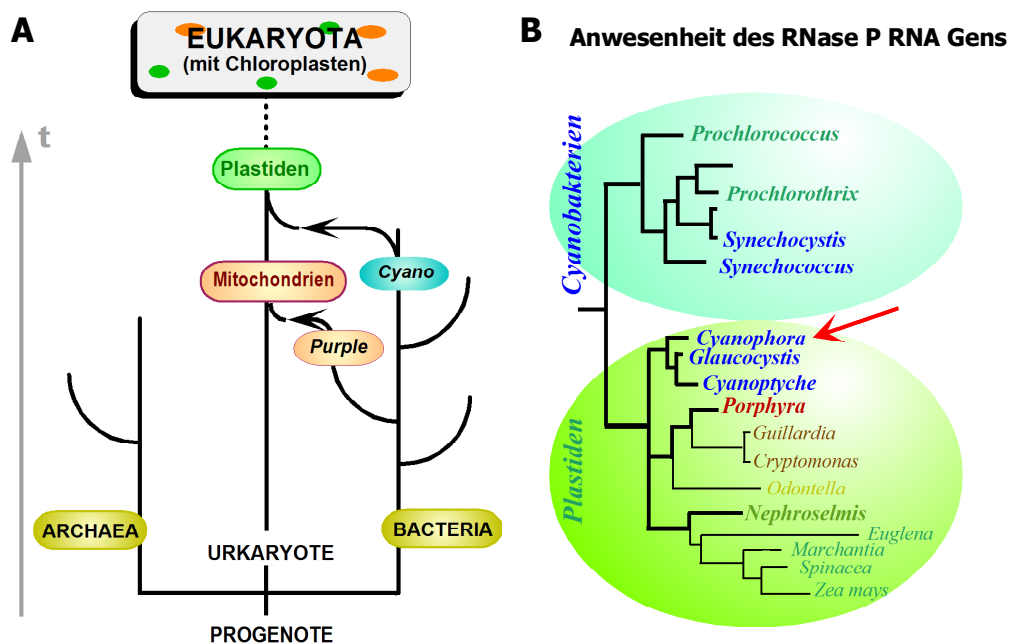 A
EUKARYOTA
(mit Chloroplasten)
t
Plastiden
Mitochondrien
Cyano
Purple
ARCHAEA
BACTERIA
URKARYOTE
PROGENOTE
B
Anwesenheit des RNase P RNA Gens
Cyanobakterien
Prochlorococcus
Prochlorothrix
Synechocystis
Synechococcus
Plastiden
Cyanophora
Glaucocystis
Cyanoptyche
Porphyra
Guillardia
Cryptomonas
Odontella
Nephroselmis
Euglena
Marchantia
Spinacea
Zea mays